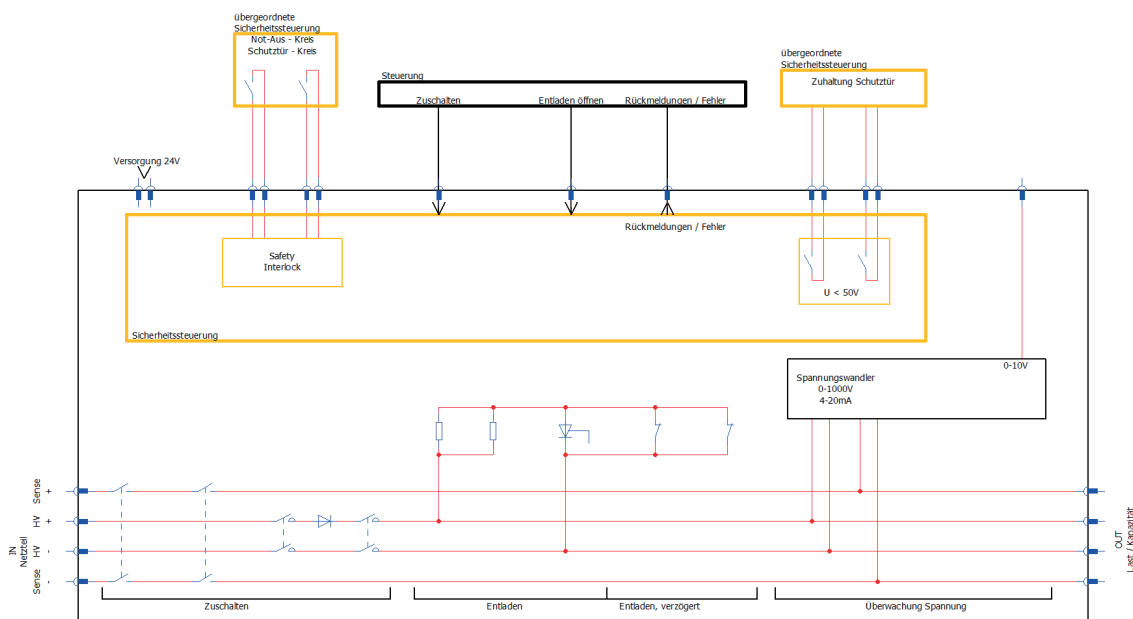 übergeordnete
Sicherheitssteuerung
Not-Aus - Kreis
Schutztür - Kreis
übergeordnete
Sicherheitssteuerung
Zuhaltung Schutztür
Steuerung
Zuschalten
Entladen öffnen
Rückmeldungen / Fehler
Versorgung 24V
Rückmeldungen / Fehler
Safety
Interlock
U < 50V
Sicherheitssteuerung
0-10V
Spannungswandler
0-1000V
4-20mA
IN
Netzteil
Sense +
HV +
HV -
Sense -
OUT
Last / Kapazität
Zuschalten
Entladen
Entladen, verzögert
Überwachung Spannung